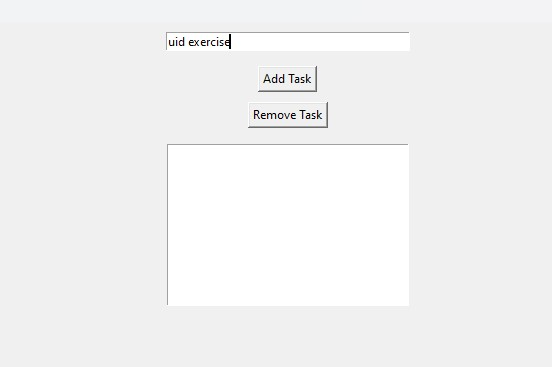 uid exercise
Add Task
Remove Task